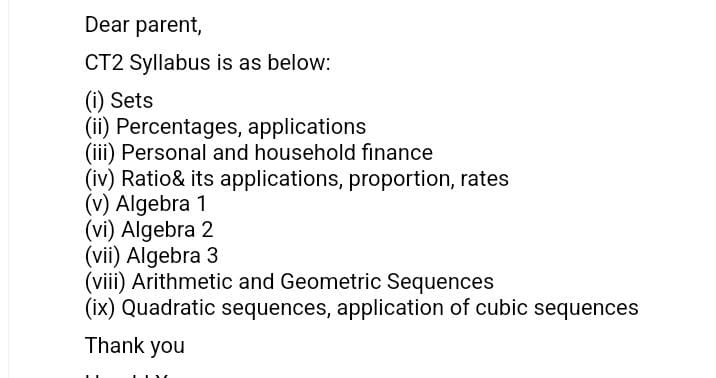 Dear parent,
CT2 Syllabus is as below:
(i) Sets
(ii) Percentages, applications
(iii) Personal and household finance
(iv) Ratio& its applications, proportion, rates
(v) Algebra 1
(vi) Algebra 2
(vii) Algebra 3
(viii) Arithmetic and Geometric Sequences
(ix) Quadratic sequences, application of cubic sequences
Thank you